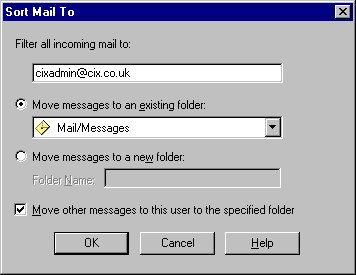 Sort Mail To
Filter all incoming mail to:
cixadmin@cix.co.uk
Move messages to an existing folder:
Mail/Messages
Move messages to a new folder:
Folder Name:
Move other messages to this user to the specified folder
OK Cancel Help